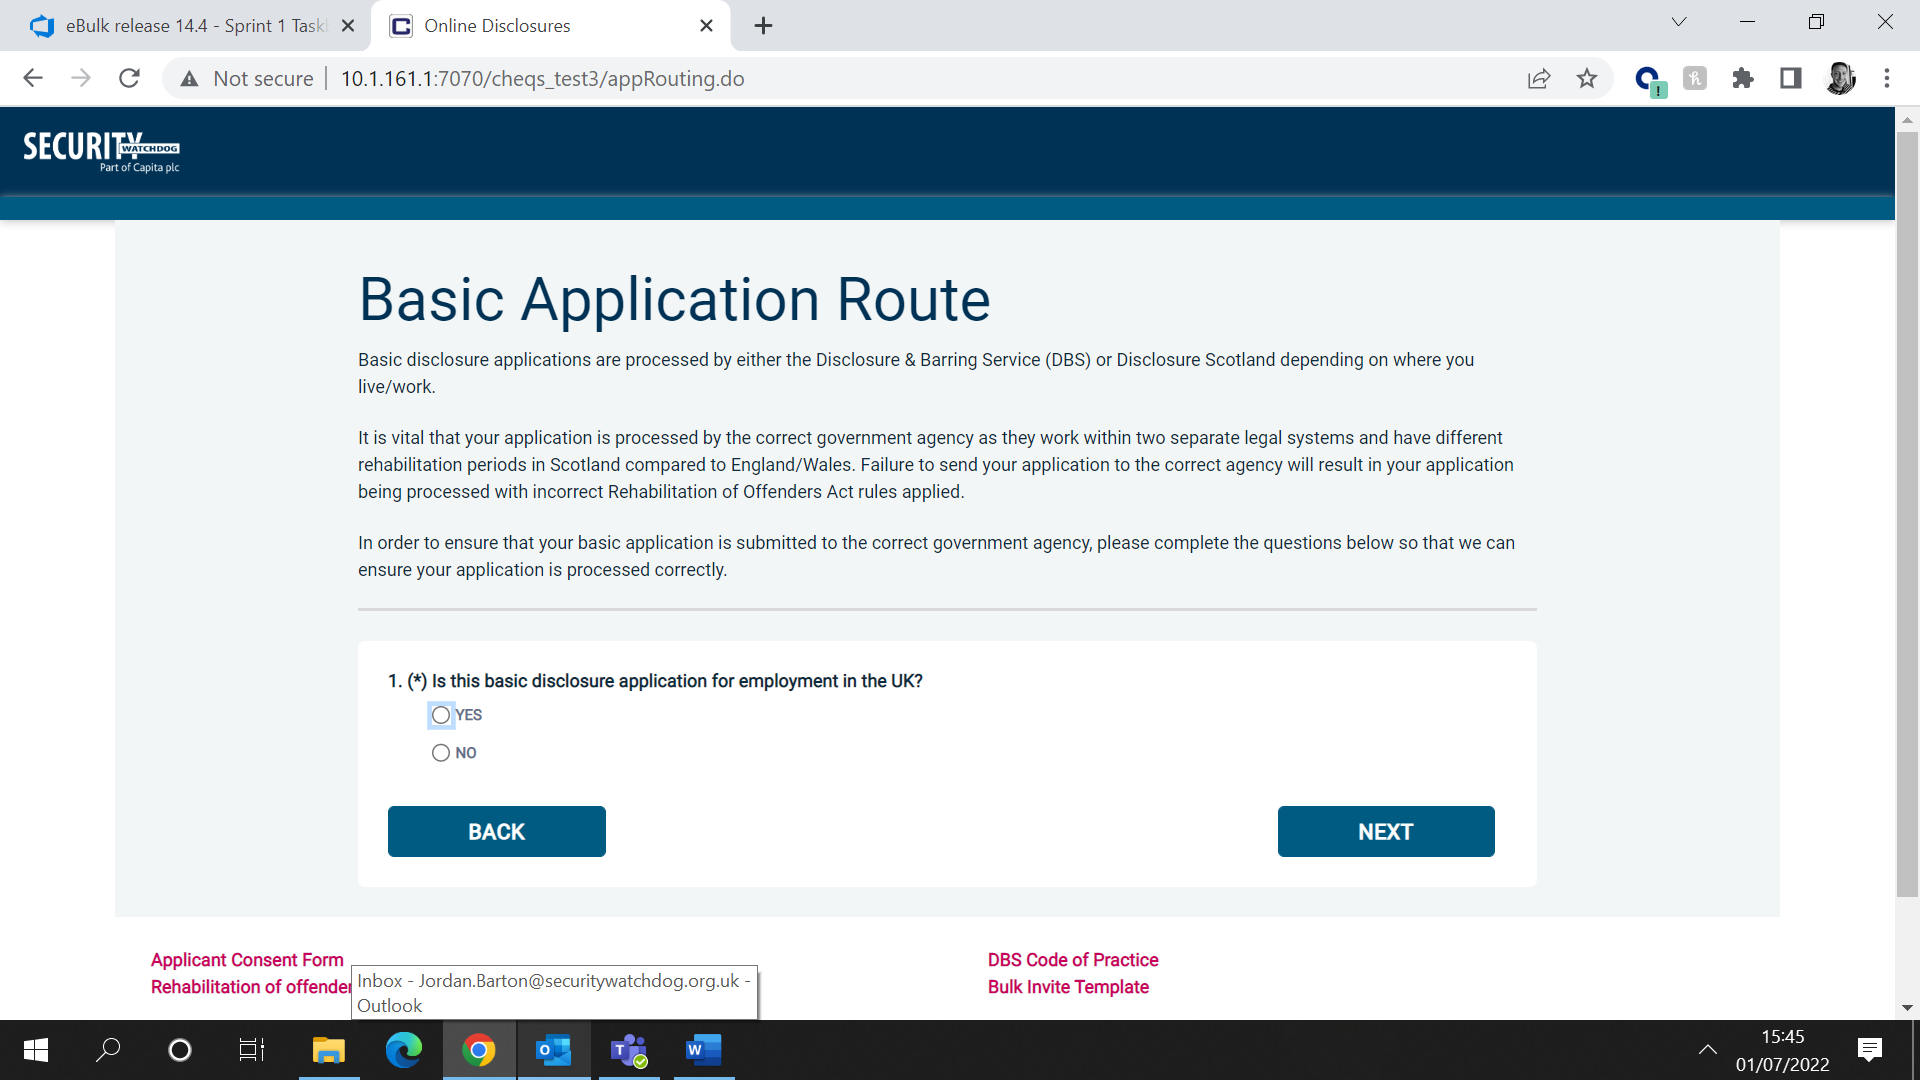 eBulk release 14.4 - Sprint 1 Task
Online Disclosures
Not secure
10.1.161.1:7070/cheqs_test3/appRouting.do
SECURITY
WATCHDOG
Part of Capita plc
Basic Application Route
Basic disclosure applications are processed by either the Disclosure & Barring Service (DBS) or Disclosure Scotland depending on where you
live/work.
It is vital that your application is processed by the correct government agency as they work within two separate legal systems and have different
rehabilitation periods in Scotland compared to England/Wales. Failure to send your application to the correct agency will result in your application
being processed with incorrect Rehabilitation of Offenders Act rules applied.
In order to ensure that your basic application is submitted to the correct government agency, please complete the questions below so that we can
ensure your application is processed correctly.
1. (*) Is this basic disclosure application for employment in the UK?
YES
NO
BACK
NEXT
Applicant Consent Form
Rehabilitation of offender
DBS Code of Practice
Bulk Invite Template
Inbox - Jordan.Barton@securitywatchdog.org.uk -
Outlook
15:45
01/07/2022